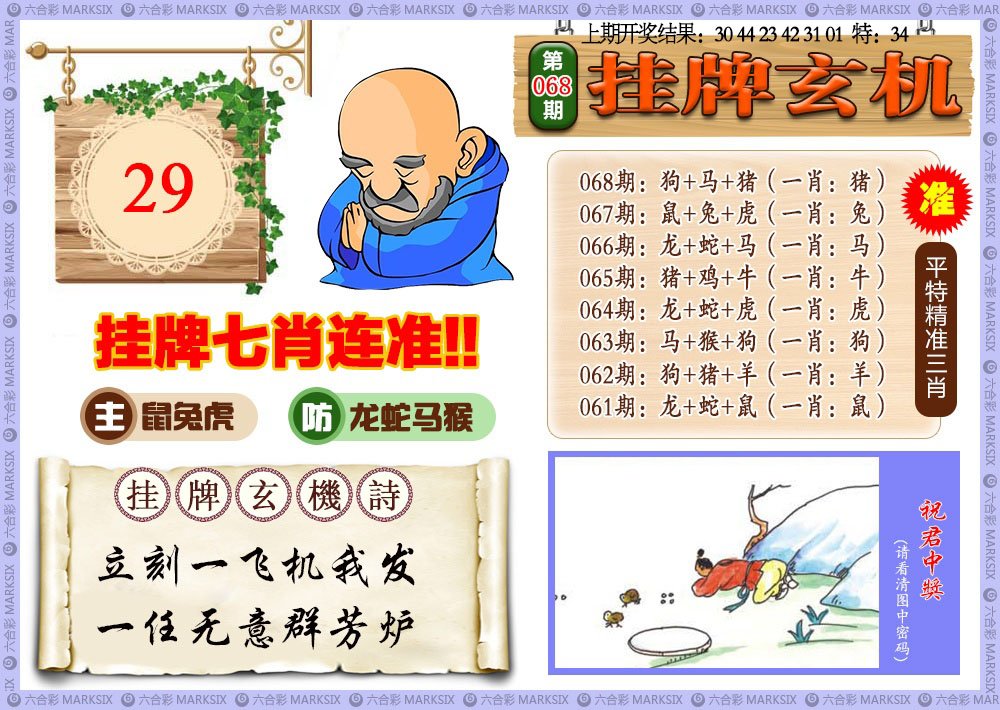 六合彩 MARKSIX
上期开奖结果：30 44 23 42 31 01 特：34
第068期
挂牌玄机
29
挂牌七肖连准!!
主 鼠兔虎
防 龙蛇马猴
挂牌玄機詩
立刻一飞机我发
一任无意群芳炉
068期：狗+马+猪（一肖：猪）
067期：鼠+兔+虎（一肖：兔）
066期：龙+蛇+马（一肖：马）
065期：猪+鸡+牛（一肖：牛）
064期：龙+蛇+虎（一肖：虎）
063期：马+猴+狗（一肖：狗）
062期：狗+猪+羊（一肖：羊）
061期：龙+蛇+鼠（一肖：鼠）
准
平特精准三肖
祝君中獎
（请看清图中密码）